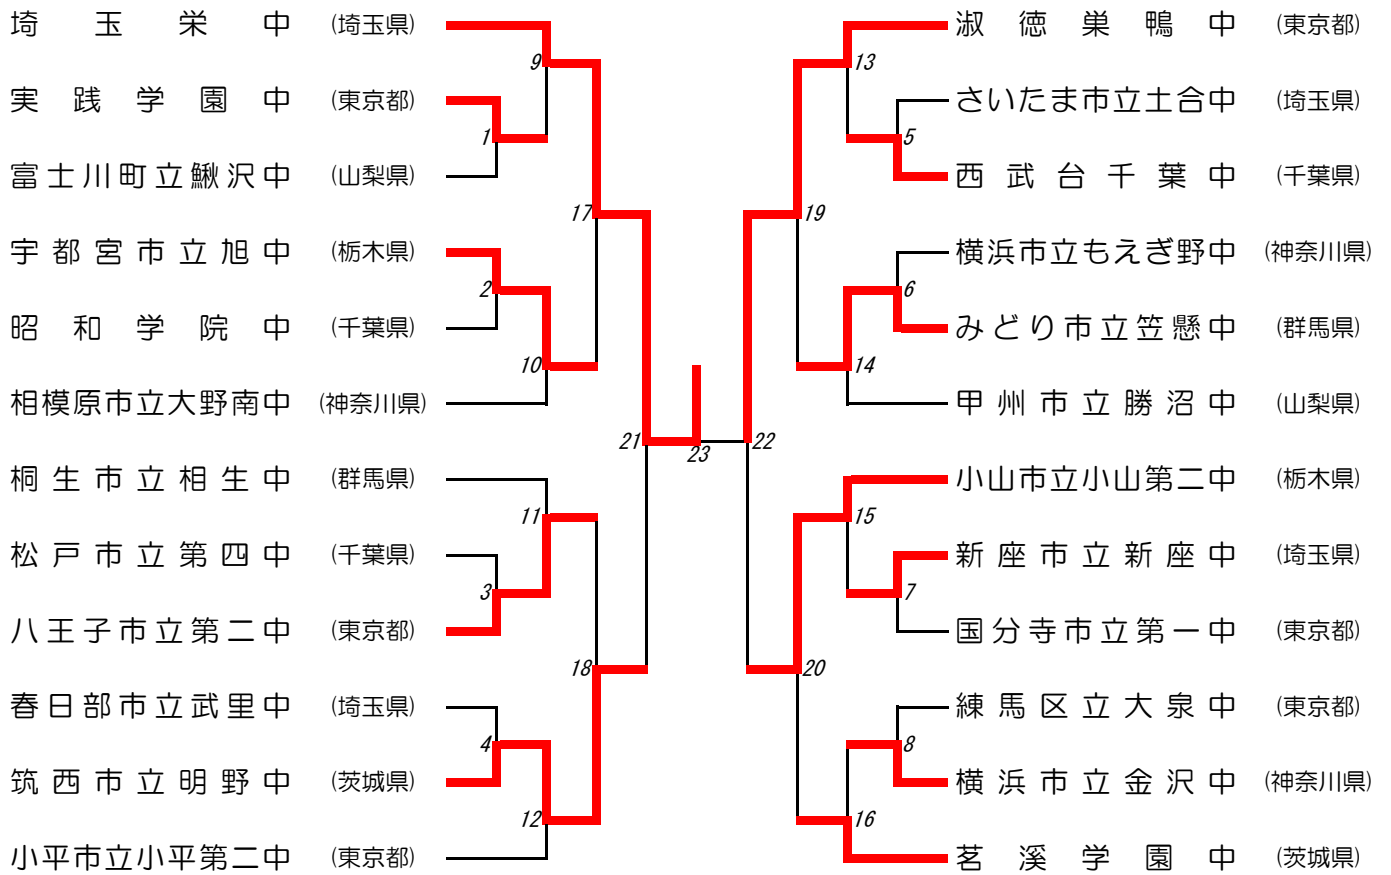 埼玉栄中 (埼玉県)
実践学園中 (東京都)
富士川町立鰍沢中 (山梨県)
宇都宮市立旭中 (栃木県)
昭和学院中 (千葉県)
相模原市立大野南中 (神奈川県)
桐生市立相生中 (群馬県)
松戸市立第四中 (千葉県)
八王子市立第二中 (東京都)
春日部市立武里中 (埼玉県)
筑西市立明野中 (茨城県)
小平市立小平第二中 (東京都)
9
1
17
2
10
21
11
3
18
4
12
23
13
5
19
6
14
22
15
7
20
8
16
淑徳巣鴨中 (東京都)
さいたま市立土合中 (埼玉県)
西武台千葉中 (千葉県)
横浜市立もえぎ野中 (神奈川県)
みどり市立笠懸中 (群馬県)
甲州市立勝沼中 (山梨県)
小山市立小山第二中 (栃木県)
新座市立新座中 (埼玉県)
国分寺市立第一中 (東京都)
練馬区立大泉中 (東京都)
横浜市立金沢中 (神奈川県)
茗溪学園中 (茨城県)